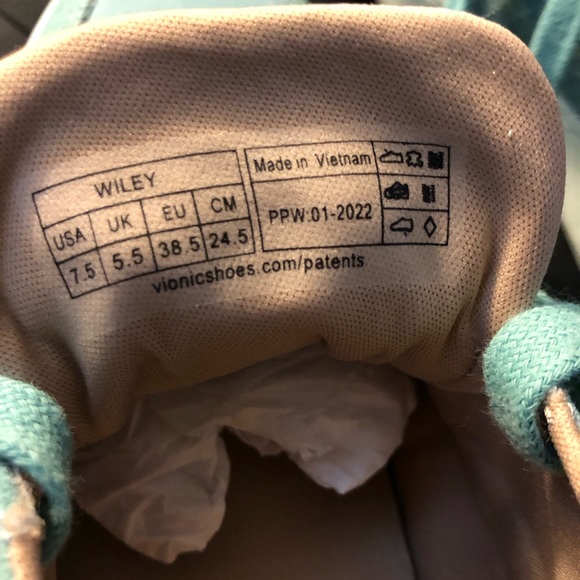 WILEY
USA UK EU CM
7.5 5.5 38.5 24.5
Made in Vietnam
PPW:01-2022
vionicshoes.com/patents